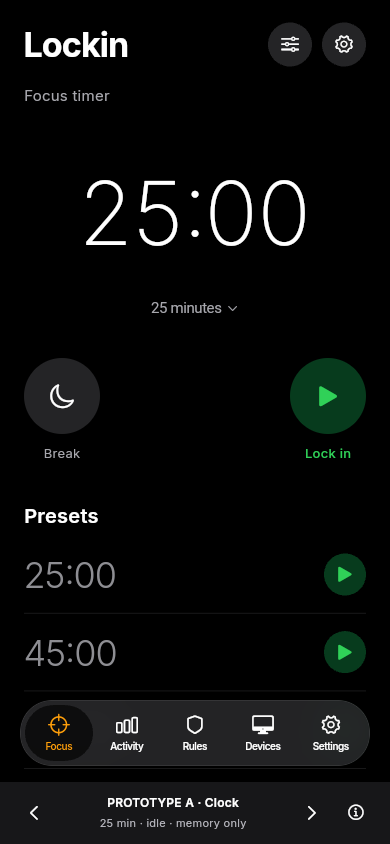 Lockin
Focus timer
25:00
25 minutes
Break
Lock in
Presets
25:00
45:00
Focus
Activity
Rules
Devices
Settings
PROTOTYPE A · Clock
25 min · idle · memory only